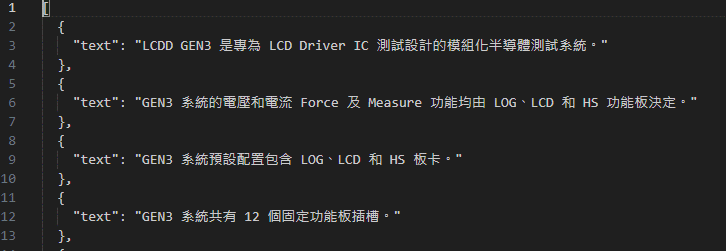 1 [
2 {
3 "text": "LCDD GEN3 是專為 LCD Driver IC 測試設計的模組化半導體測試系統。"
4 },
5 {
6 "text": "GEN3 系統的電壓和電流 Force 及 Measure 功能均由 LOG、LCD 和 HS 功能板決定。"
7 },
8 {
9 "text": "GEN3 系統預設配置包含 LOG、LCD 和 HS 板卡。"
10 },
11 {
12 "text": "GEN3 系統共有 12 個固定功能板插槽。"
13 },